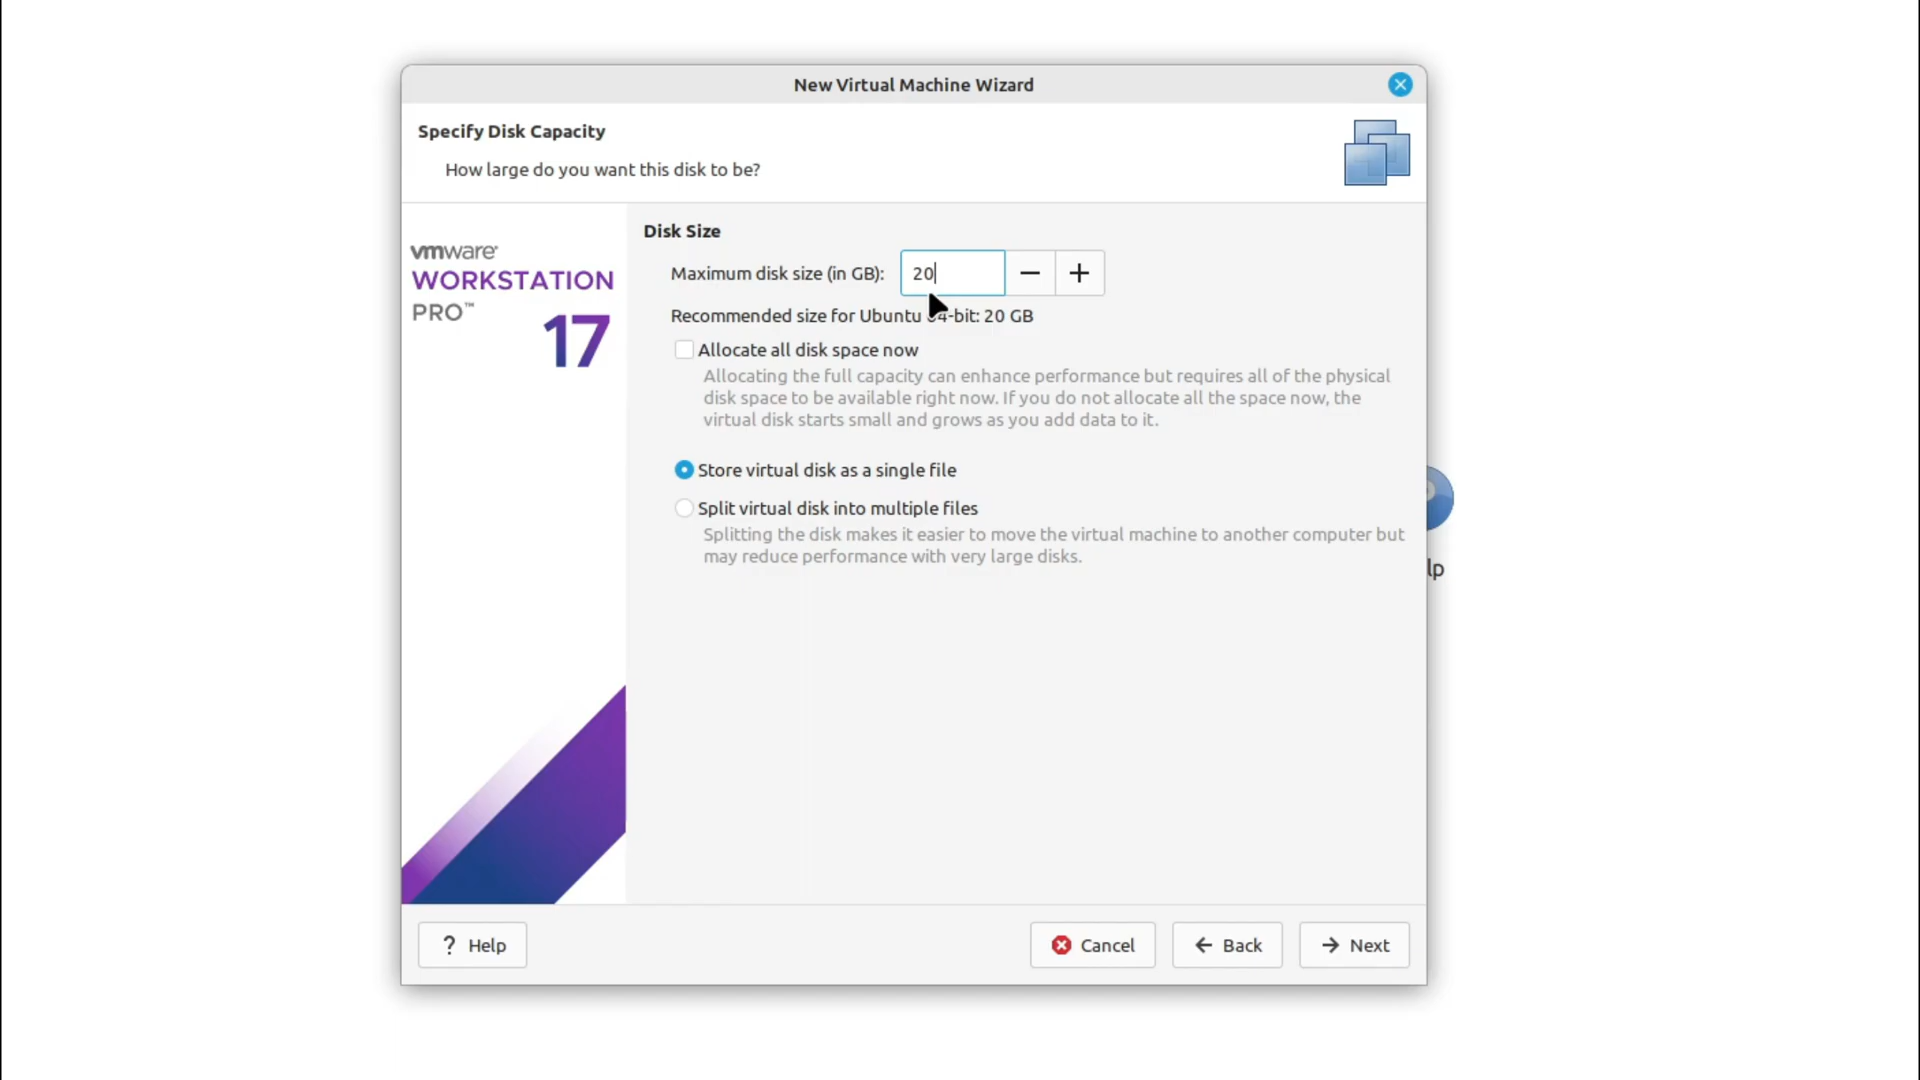 New Virtual Machine Wizard
Specify Disk Capacity
How large do you want this disk to be?
vmware
WORKSTATION
PRO™
17
Disk Size
Maximum disk size (in GB): 20
Recommended size for Ubuntu 64-bit: 20 GB
Allocate all disk space now
Allocating the full capacity can enhance performance but requires all of the physical
disk space to be available right now. If you do not allocate all the space now, the
virtual disk starts small and grows as you add data to it.
Store virtual disk as a single file
Split virtual disk into multiple files
Splitting the disk makes it easier to move the virtual machine to another computer but
may reduce performance with very large disks.
lp
? Help
Cancel
Back
Next